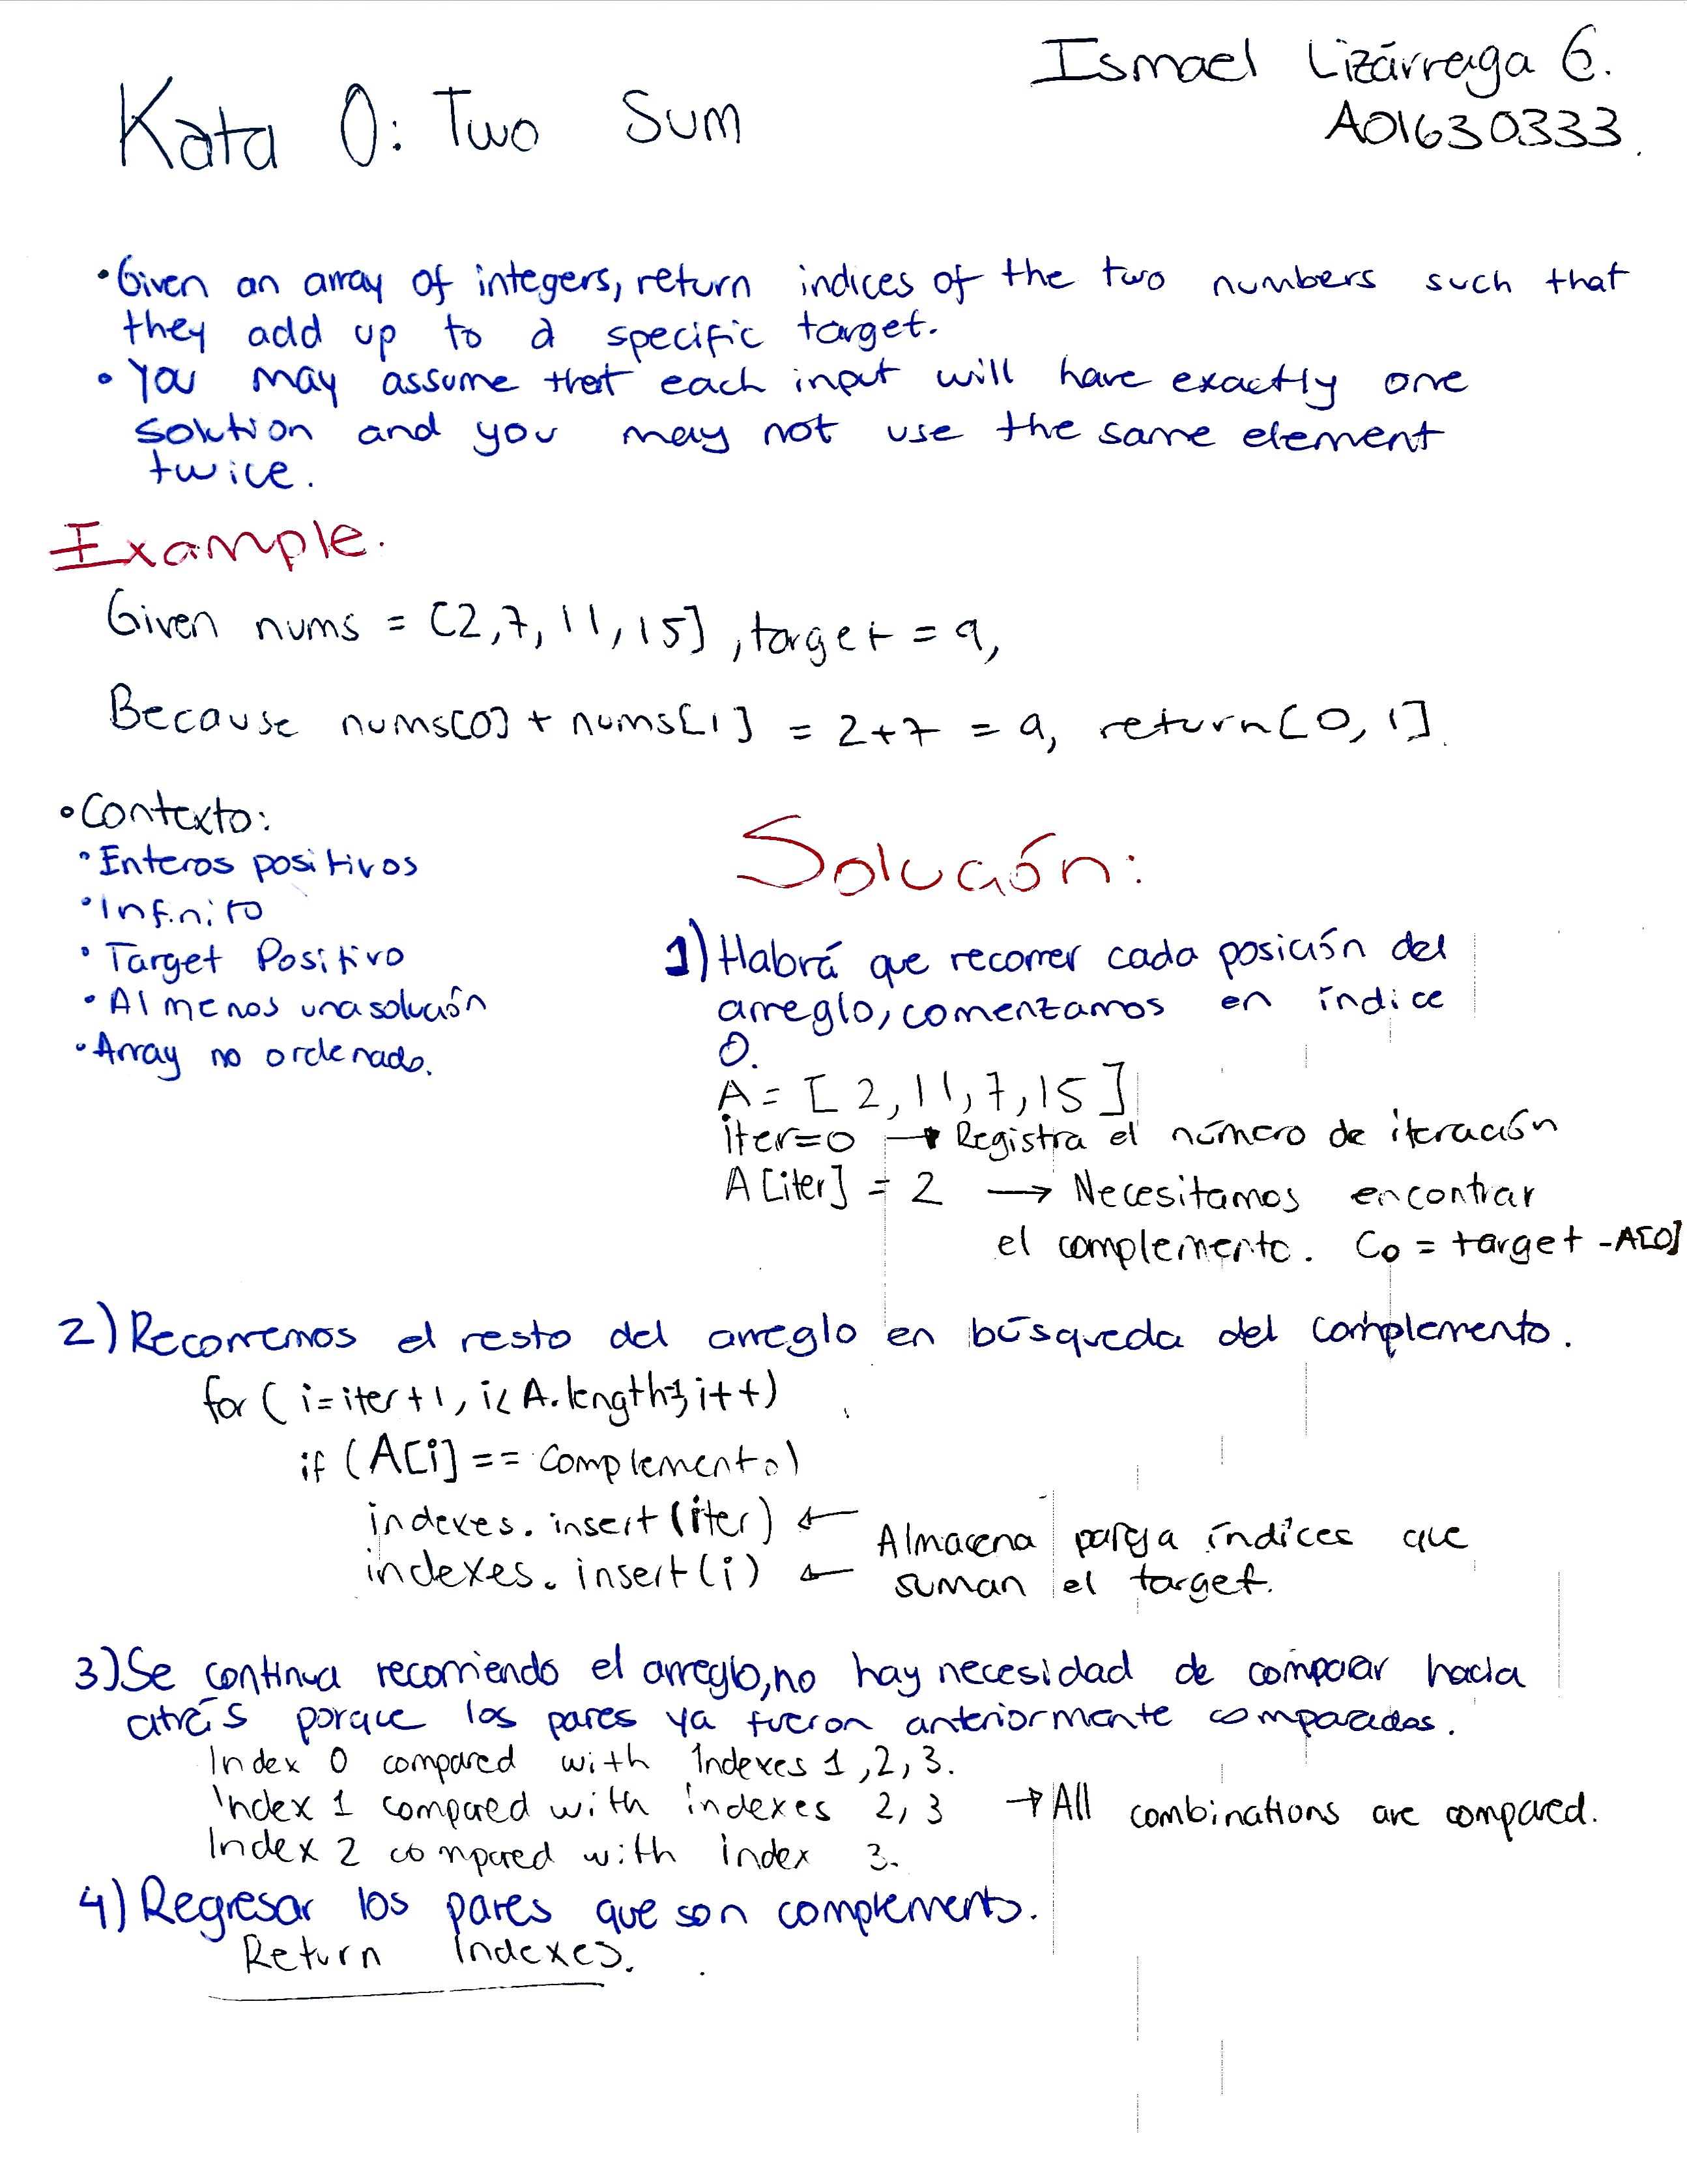 Ismael Lizárraga G.
Kata 0: Two Sum
A01630333.
• Given an array of integers, return indices of the two numbers such that
they add up to a specific target.
• You may assume that each input will have exactly one
solution and you may not use the same element
twice.
Example.
Given nums = [2,7,11,15], target = 9,
Because nums[0] + nums[1] = 2+7 = 9, return [0,1].
• Contexto:
• Enteros positivos
• Infinito
• Target Positivo
• Al menos una solución
• Array no ordenado.
Solución:
1) Habrá que recorrer cada posición del
arreglo, comenzamos en índice
0.
A = [2,11,7,15]
iter=0 → Registra el número de iteración
A[iter] = 2 → Necesitamos encontrar
el complemento. C0 = target - A[0]
2) Recorremos el resto del arreglo en búsqueda del complemento.
for (i=iter+1, i<A.length; i++)
if (A[i] == complemento)
indexes.insert(iter) ←
indexes.insert(i) ←
Almacena pareja índices que
suman el target.
3) Se continua recorriendo el arreglo, no hay necesidad de comparar hacia
atrás porque los pares ya fueron anteriormente comparados.
Index 0 compared with Indexes 1,2,3.
Index 1 compared with indexes 2,3 → All combinations are compared.
Index 2 compared with index 3.
4) Regresar los pares que son complemento.
Return Indexes.